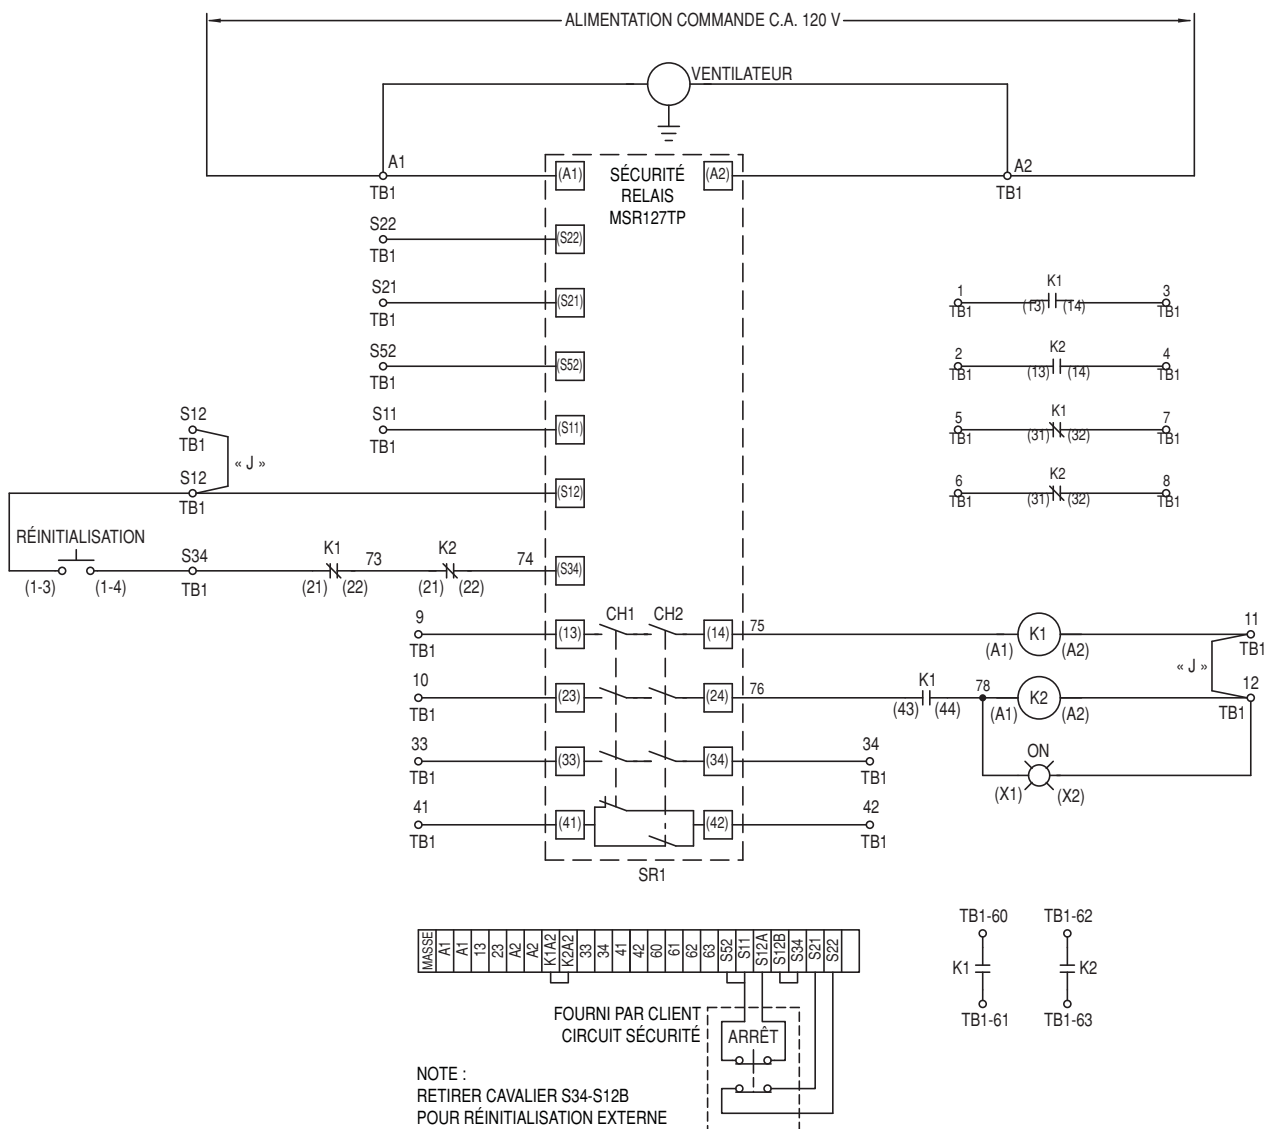 ALIMENTATION COMMANDE C.A. 120 V
VENTILATEUR
A1
TB1
(A1)
SÉCURITÉ
RELAIS
MSR127TP
(A2)
A2
TB1
S22
TB1
(S22)
S21
TB1
(S21)
1
TB1
K1
(13) (14)
3
TB1
S52
TB1
(S52)
2
TB1
K2
(13) (14)
4
TB1
S12
TB1
S11
TB1
(S11)
5
TB1
K1
(31) (32)
7
TB1
« J »
S12
TB1
(S12)
6
TB1
K2
(31) (32)
8
TB1
RÉINITIALISATION
(1-3) (1-4)
S34
TB1
K1
(21) (22)
73
K2
(21) (22)
74
(S34)
9
TB1
(13)
CH1 CH2
(14)
75
K1
(A1) (A2)
11
TB1
« J »
10
TB1
(23)
(24)
76
K1
(43) (44)
78
K2
(A1) (A2)
12
TB1
33
TB1
(33)
(34)
34
TB1
ON
(X1) (X2)
41
TB1
(41)
(42)
42
TB1
SR1
MASSE A1 A1 13 23 A2 A2 K1A2 K2A2 33 34 41 42 60 61 62 63 S52 S11 S12A S12B S34 S21 S22
TB1-60 TB1-62
K1 K2
TB1-61 TB1-63
FOURNI PAR CLIENT
CIRCUIT SÉCURITÉ
ARRÊT
NOTE :
RETIRER CAVALIER S34-S12B
POUR RÉINITIALISATION EXTERNE